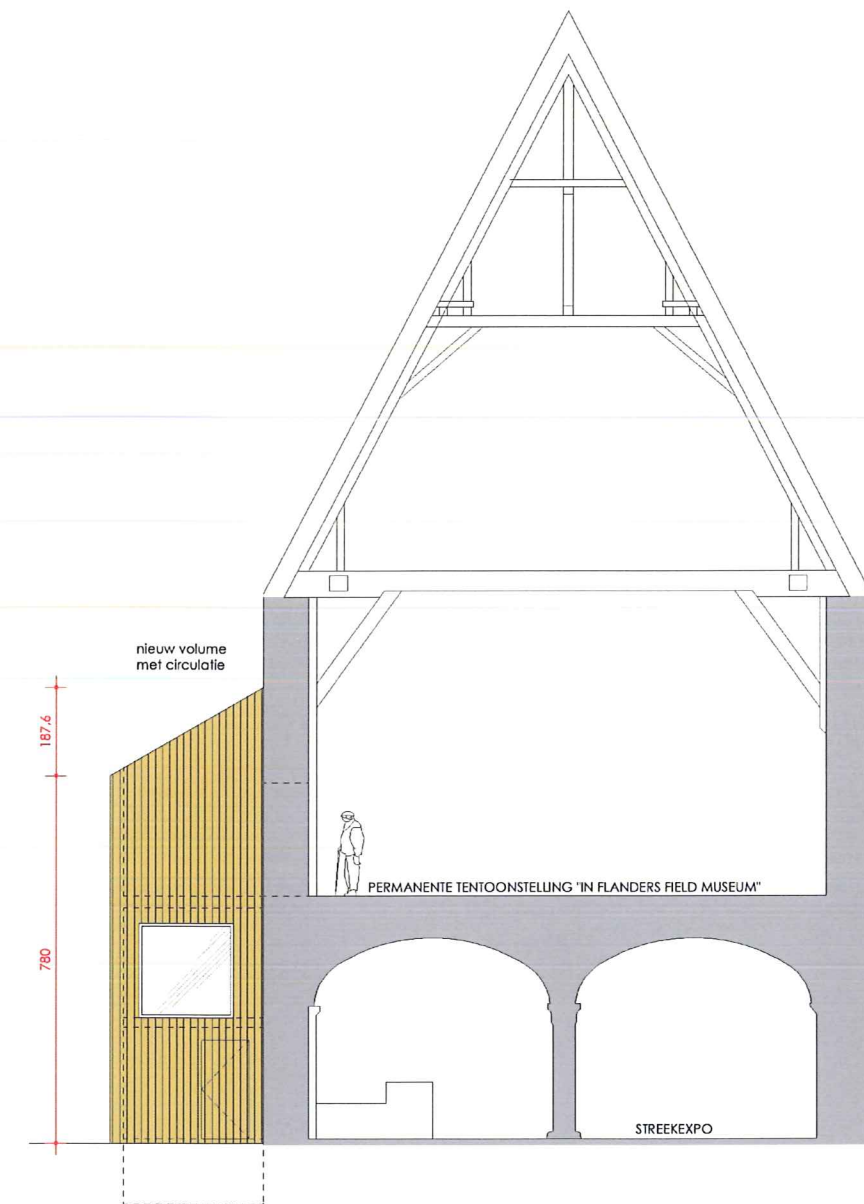 nieuw volume
met circulatie
187.6
780
PERMANENTE TENTOONSTELLING "IN FLANDERS FIELD MUSEUM"
STREEKEXPO